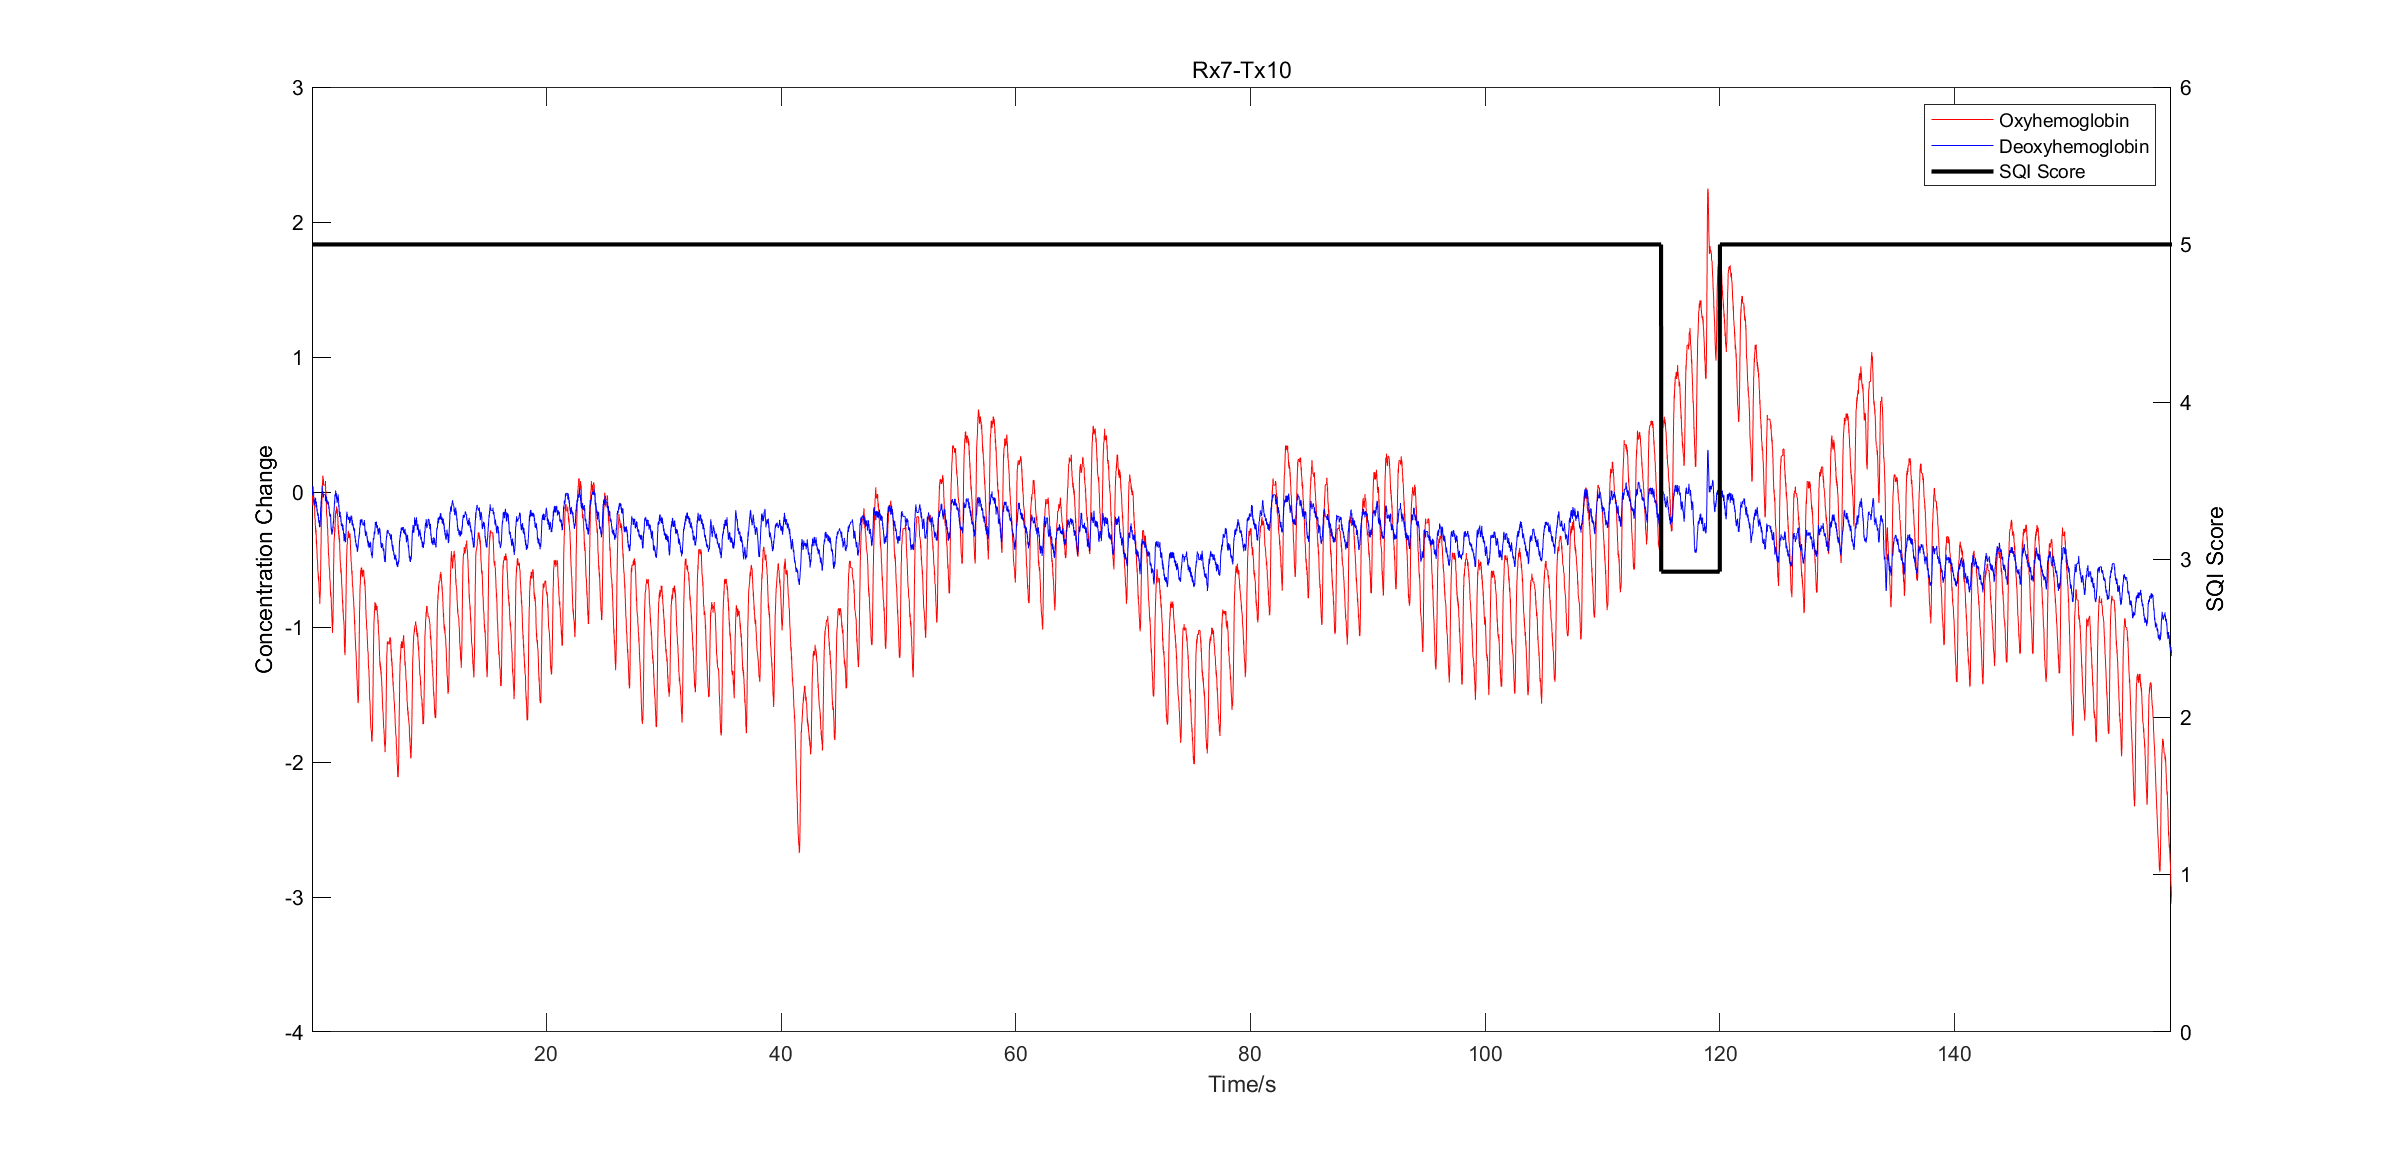 Rx7-Tx10
3
2
1
0
-1
-2
-3
-4
Concentration Change
6
5
4
3
2
1
0
SQI Score
Oxyhemoglobin
Deoxyhemoglobin
SQI Score
20 40 60 80 100 120 140
Time/s